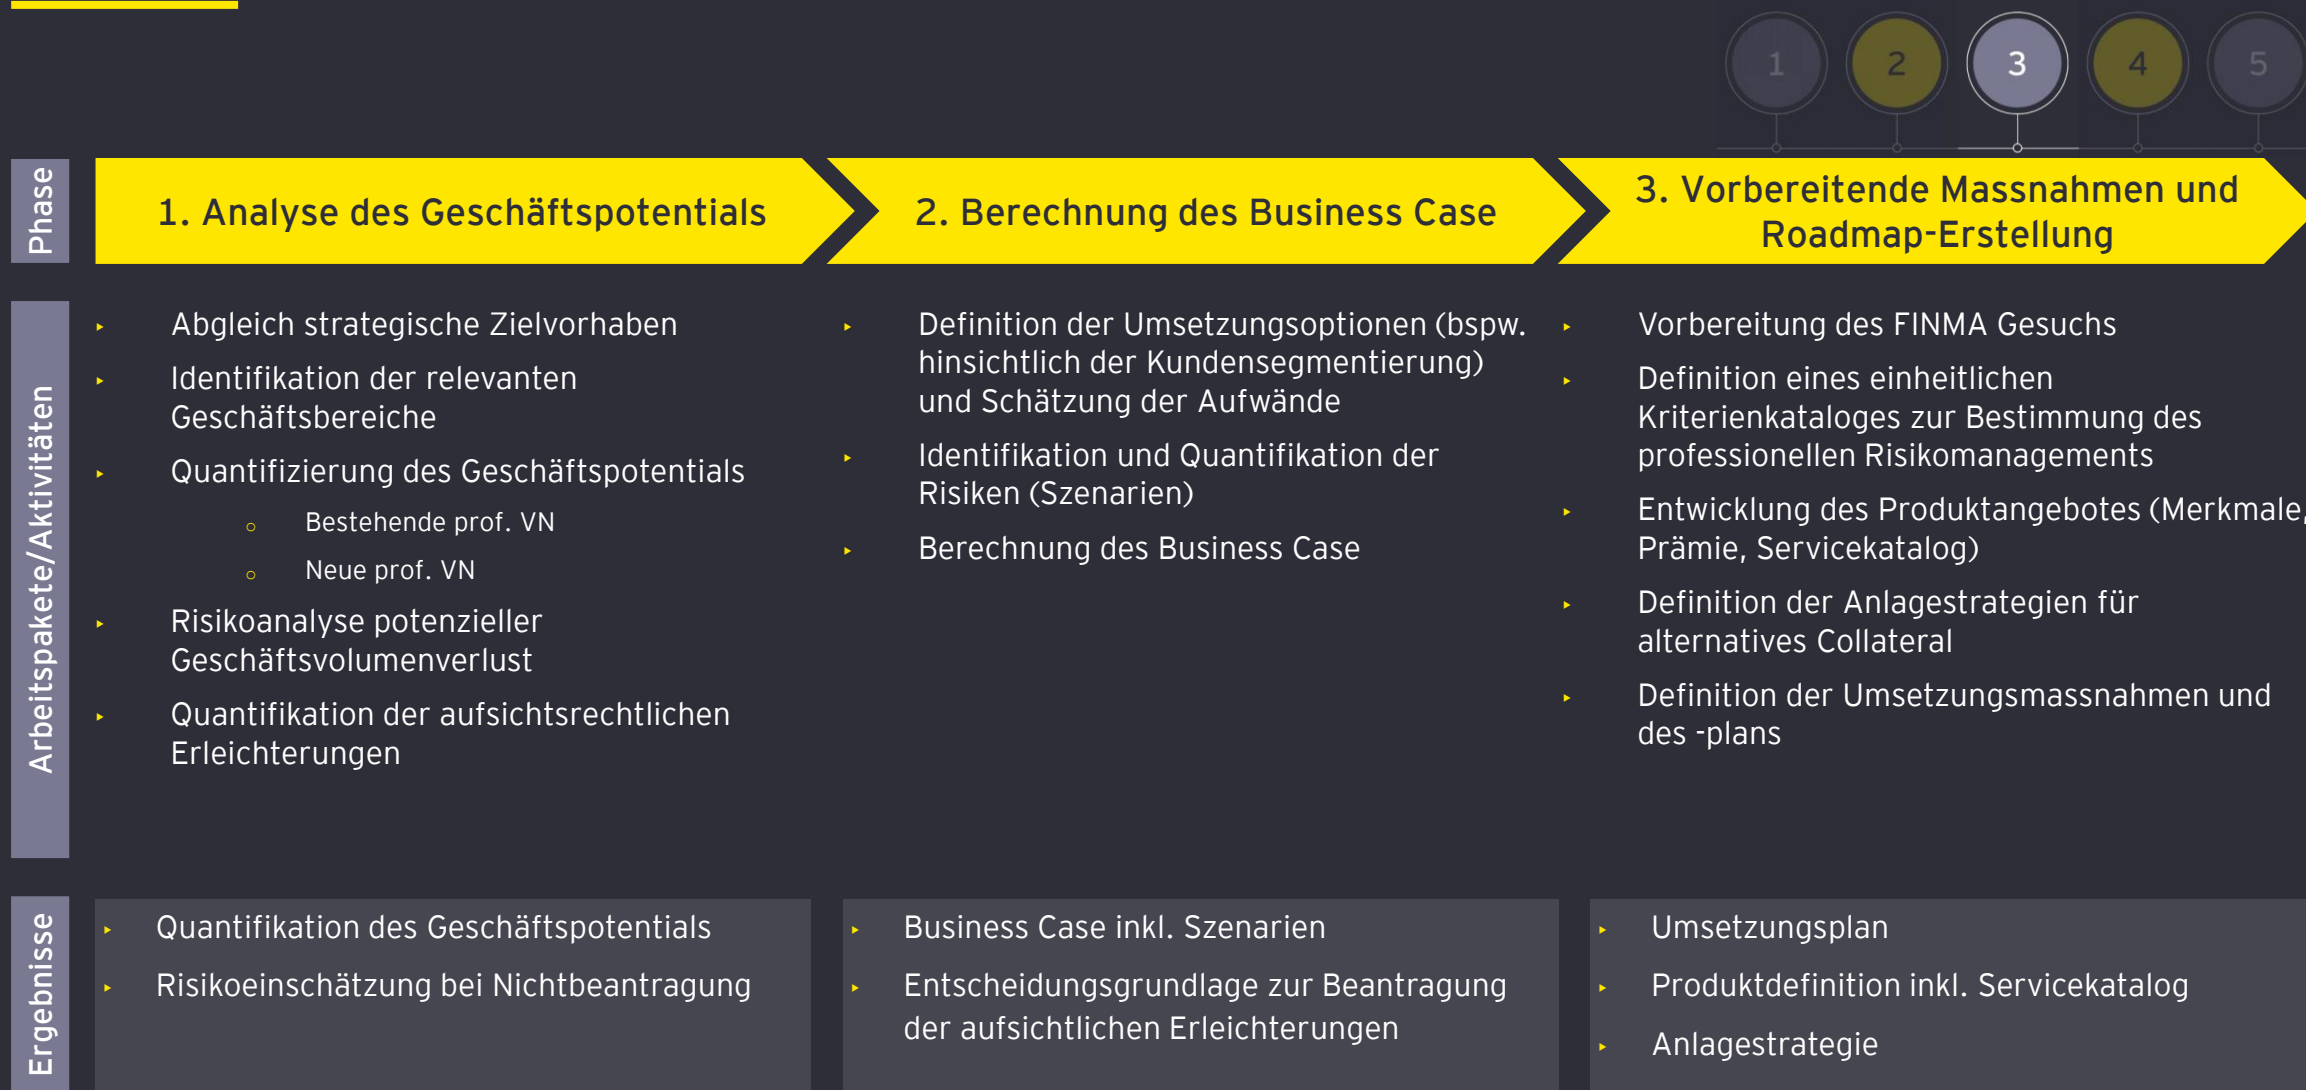 1
2
3
4
5
Phase
1. Analyse des Geschäftspotentials
2. Berechnung des Business Case
3. Vorbereitende Massnahmen und
Roadmap-Erstellung
Arbeitspakete/Aktivitäten
Abgleich strategische Zielvorhaben
Identifikation der relevanten
Geschäftsbereiche
Quantifizierung des Geschäftspotentials
Bestehende prof. VN
Neue prof. VN
Risikoanalyse potenzieller
Geschäftsvolumenverlust
Quantifikation der aufsichtsrechtlichen
Erleichterungen
Definition der Umsetzungsoptionen (bspw.
hinsichtlich der Kundensegmentierung)
und Schätzung der Aufwände
Identifikation und Quantifikation der
Risiken (Szenarien)
Berechnung des Business Case
Vorbereitung des FINMA Gesuchs
Definition eines einheitlichen
Kriterienkataloges zur Bestimmung des
professionellen Risikomanagements
Entwicklung des Produktangebotes (Merkmale,
Prämie, Servicekatalog)
Definition der Anlagestrategien für
alternatives Collateral
Definition der Umsetzungsmassnahmen und
des -plans
Ergebnisse
Quantifikation des Geschäftspotentials
Risikoeinschätzung bei Nichtbeantragung
Business Case inkl. Szenarien
Entscheidungsgrundlage zur Beantragung
der aufsichtlichen Erleichterungen
Umsetzungsplan
Produktdefinition inkl. Servicekatalog
Anlagestrategie